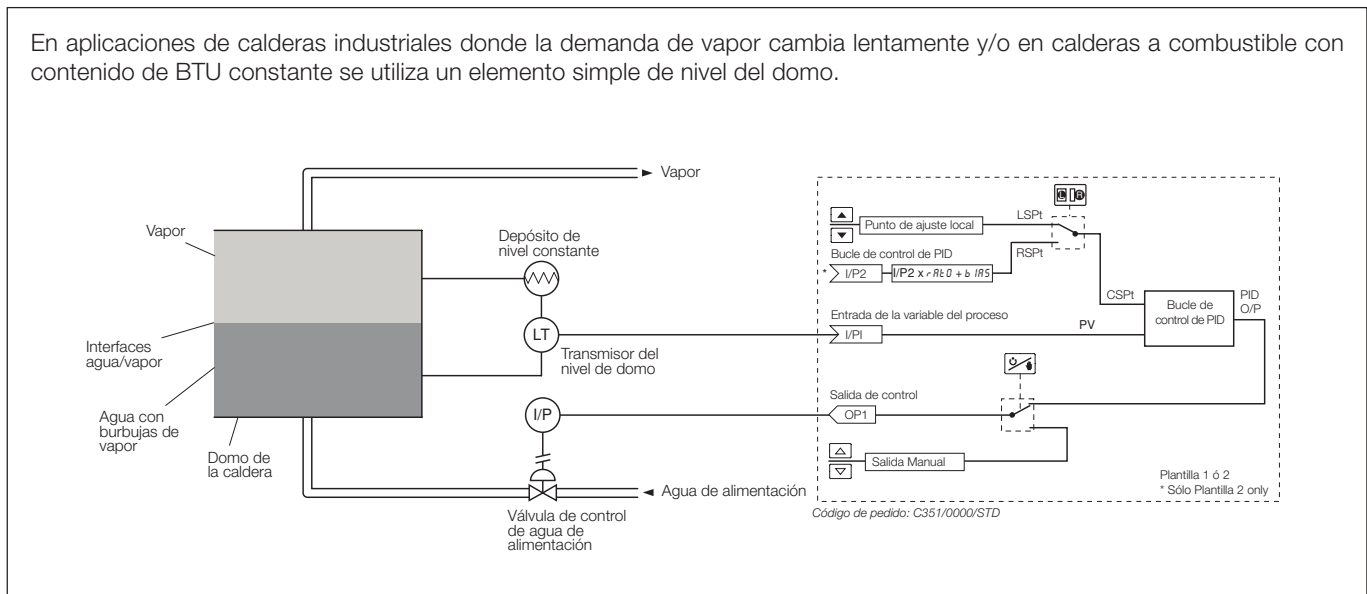 En aplicaciones de calderas industriales donde la demanda de vapor cambia lentamente y/o en calderas a combustible con
contenido de BTU constante se utiliza un elemento simple de nivel del domo.
Vapor
Vapor
Depósito de
nivel constante
LT
Transmisor del
nivel de domo
Interfaces
agua/vapor
Agua con
burbujas de
vapor
Domo de
la caldera
I/P
Válvula de control
de agua de
alimentación
Agua de alimentación
L R
Punto de ajuste local
LSPt
Bucle de control de PID
RSPt
* I/P2
I/P2 x rAtO + bIAS
CSPt
Bucle de
control de PID
PID
O/P
Entrada de la variable del proceso
I/PI
PV
Salida de control
OP1
Salida Manual
Plantilla 1 ó 2
* Sólo Plantilla 2 only
Código de pedido: C351/0000/STD